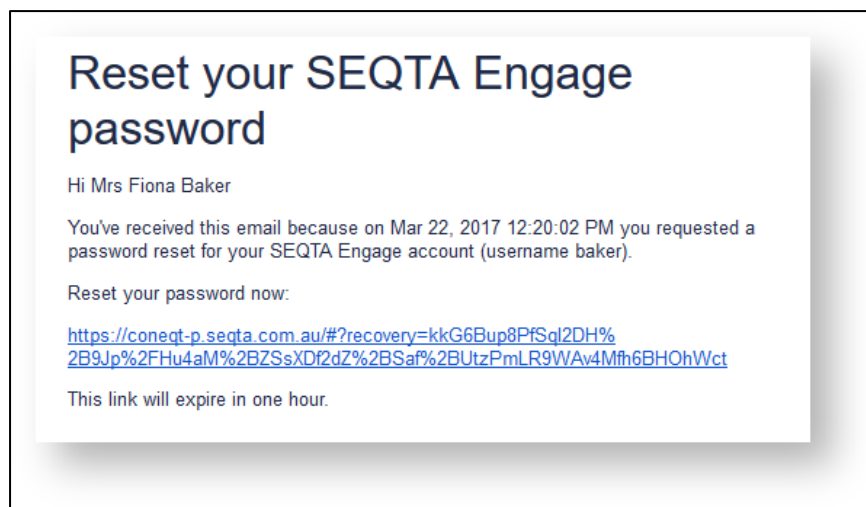 Reset your SEQTA Engage
password
Hi Mrs Fiona Baker
You've received this email because on Mar 22, 2017 12:20:02 PM you requested a
password reset for your SEQTA Engage account (username baker).
Reset your password now:
https://coneqt-p.seqta.com.au/#?recovery=kkG6Bup8PfSql2DH%
2B9Jp%2FHu4aM%2BZSsXDf2dZ%2BSaf%2BUtzPmLR9WAv4Mfh6BHOhWct
This link will expire in one hour.